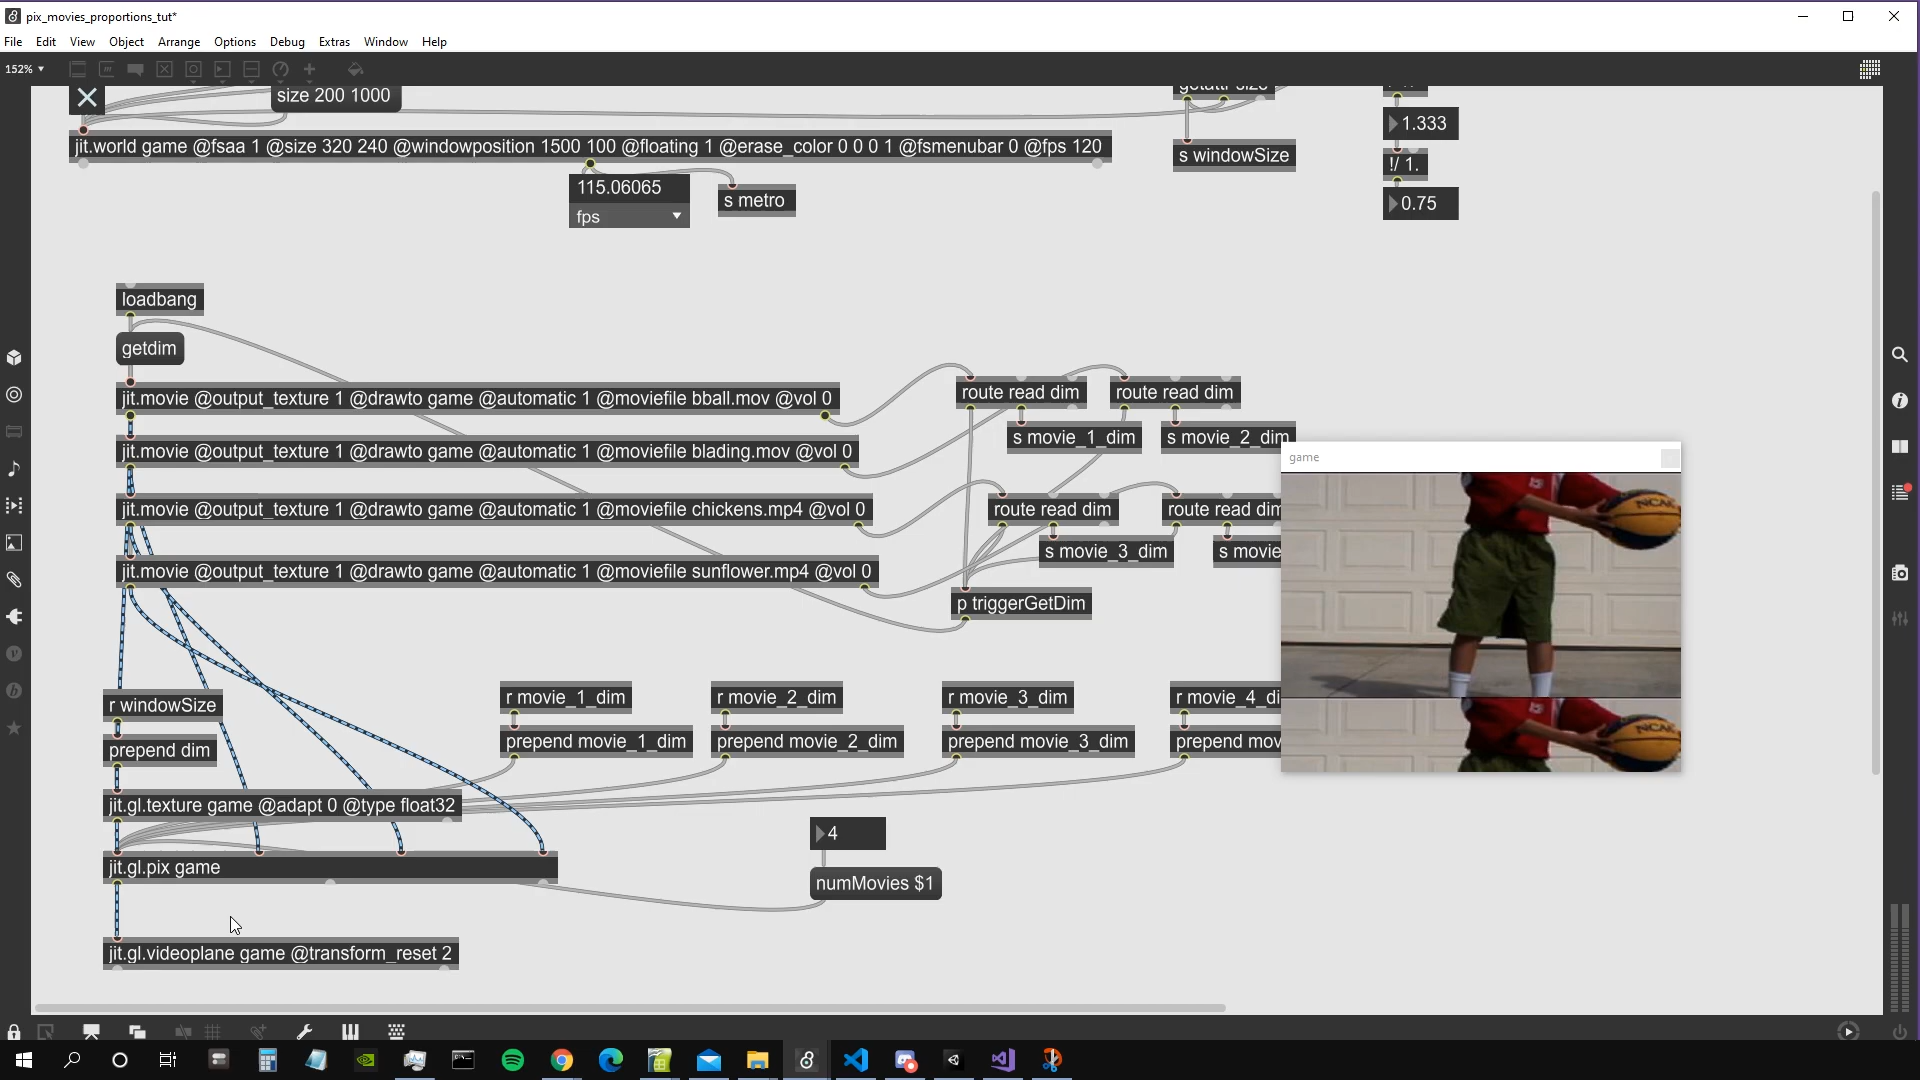 pix_movies_proportions_tut*
File Edit View Object Arrange Options Debug Extras Window Help
152%
size 200 1000
getattr size
1.333
jit.world game @fsaa 1 @size 320 240 @windowposition 1500 100 @floating 1 @erase_color 0 0 0 1 @fsmenubar 0 @fps 120
s windowSize
!/ 1.
115.06065
fps
s metro
0.75
loadbang
getdim
jit.movie @output_texture 1 @drawto game @automatic 1 @moviefile bball.mov @vol 0
route read dim
route read dim
s movie_1_dim
s movie_2_dim
jit.movie @output_texture 1 @drawto game @automatic 1 @moviefile blading.mov @vol 0
game
jit.movie @output_texture 1 @drawto game @automatic 1 @moviefile chickens.mp4 @vol 0
route read dim
route read dim
s movie_3_dim
s movie
jit.movie @output_texture 1 @drawto game @automatic 1 @moviefile sunflower.mp4 @vol 0
p triggerGetDim
r windowSize
r movie_1_dim
r movie_2_dim
r movie_3_dim
r movie_4_di
prepend dim
prepend movie_1_dim
prepend movie_2_dim
prepend movie_3_dim
prepend mov
jit.gl.texture game @adapt 0 @type float32
4
jit.gl.pix game
numMovies $1
jit.gl.videoplane game @transform_reset 2